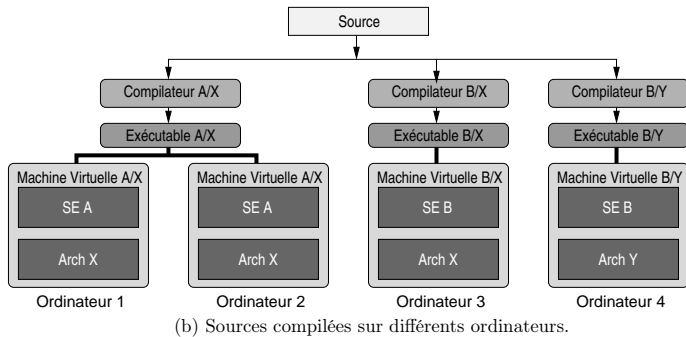 Source
Compilateur A/X
Compilateur B/X
Compilateur B/Y
Exécutable A/X
Exécutable B/X
Exécutable B/Y
Machine Virtuelle A/X
Machine Virtuelle A/X
Machine Virtuelle B/X
Machine Virtuelle B/Y
SE A
SE A
SE B
SE B
Arch X
Arch X
Arch X
Arch Y
Ordinateur 1
Ordinateur 2
Ordinateur 3
Ordinateur 4
(b) Sources compilées sur différents ordinateurs.